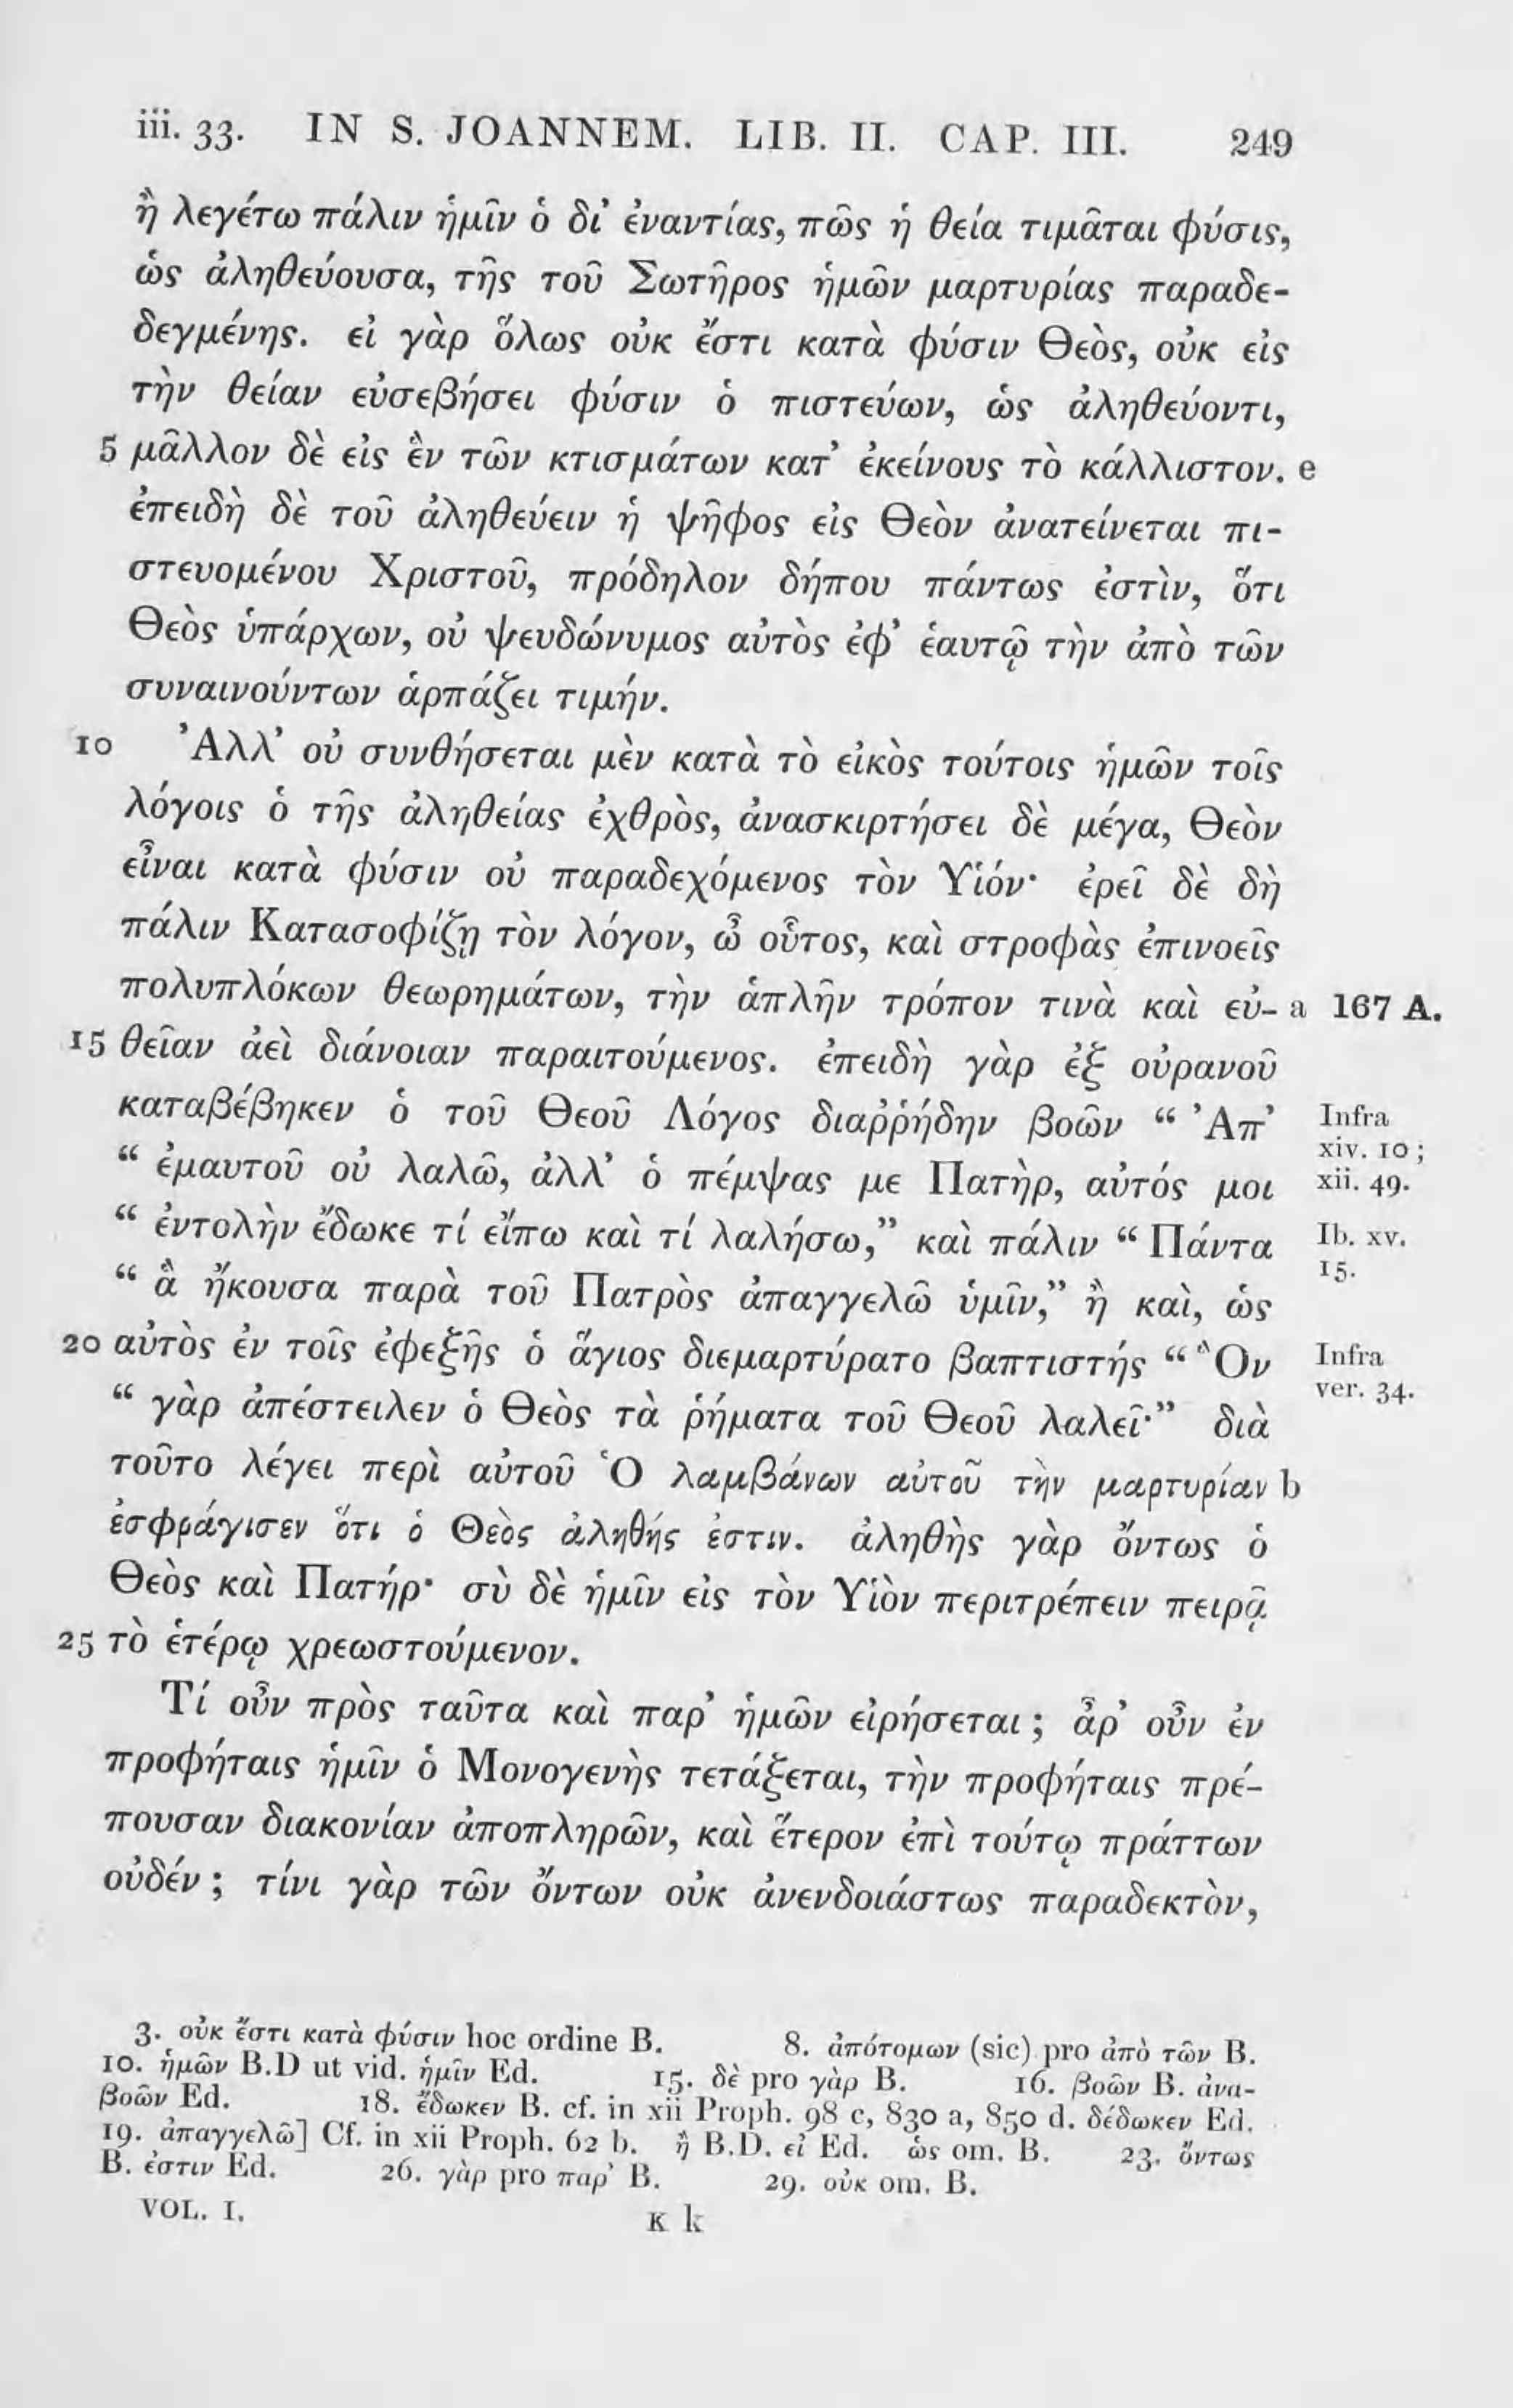 iii. 33. IN S. JOANNEM. LIB. II. CAP. III. 249
ἢ λεγέτω πάλιν ἡμῖν ὁ δι’ ἐναντίας, πῶς ἡ θεία τιμᾶται φύσις,
ὡς ἀληθεύουσα, τῆς τοῦ Σωτῆρος ἡμῶν μαρτυρίας παραδε-
δεγμένης. εἰ γὰρ ὅλως οὐκ ἔστι κατὰ φύσιν Θεὸς, οὐκ εἰς
τὴν θείαν εὐσεβήσει φύσιν ὁ πιστεύων, ὡς ἀληθεύοντι,
5 μᾶλλον δὲ εἰς ἓν τῶν κτισμάτων κατ’ ἐκείνους τὸ κάλλιστον. e
ἐπειδὴ δὲ τοῦ ἀληθεύειν ἡ ψῆφος εἰς Θεὸν ἀνατείνεται πι-
στευομένου Χριστοῦ, πρόδηλον δήπου πάντως ἐστὶν, ὅτι
Θεὸς ὑπάρχων, οὐ ψευδώνυμος αὐτὸς ἐφ’ ἑαυτῷ τὴν ἀπὸ τῶν
συναινούντων ἁρπάζει τιμήν.
10 Ἀλλ’ οὐ συνθήσεται μὲν κατὰ τὸ εἰκὸς τούτοις ἡμῶν τοῖς
λόγοις ὁ τῆς ἀληθείας ἐχθρὸς, ἀνασκιρτήσει δὲ μέγα, Θεὸν
εἶναι κατὰ φύσιν οὐ παραδεχόμενος τὸν Υἱόν· ἐρεῖ δὲ δὴ
πάλιν Κατασοφίζῃ τὸν λόγον, ὦ οὗτος, καὶ στροφὰς ἐπινοεῖς
πολυπλόκων θεωρημάτων, τὴν ἁπλῆν τρόπον τινὰ καὶ εὐ- a 167 A.
15 θεῖαν ἀεὶ διάνοιαν παραιτούμενος. ἐπειδὴ γὰρ ἐξ οὐρανοῦ
καταβέβηκεν ὁ τοῦ Θεοῦ Λόγος διαῤῥήδην βοῶν “ Ἀπ’ Infra
xiv. 10;
“ ἐμαυτοῦ οὐ λαλῶ, ἀλλ’ ὁ πέμψας με Πατὴρ, αὐτός μοι xii. 49.
“ ἐντολὴν ἔδωκε τί εἴπω καὶ τί λαλήσω,” καὶ πάλιν “ Πάντα Ib. xv.
15.
“ ἃ ἤκουσα παρὰ τοῦ Πατρὸς ἀπαγγελῶ ὑμῖν,” ἢ καὶ, ὡς
20 αὐτὸς ἐν τοῖς ἐφεξῆς ὁ ἅγιος διεμαρτύρατο βαπτιστής “ Ὃν Infra
ver. 34.
“ γὰρ ἀπέστειλεν ὁ Θεὸς τὰ ῥήματα τοῦ Θεοῦ λαλεῖ·” διὰ
τοῦτο λέγει περὶ αὐτοῦ Ὁ λαμβάνων αὐτοῦ τὴν μαρτυρίαν b
ἐσφράγισεν ὅτι ὁ Θεὸς ἀληθής ἐστιν. ἀληθὴς γὰρ ὄντως ὁ
Θεὸς καὶ Πατήρ· σὺ δὲ ἡμῖν εἰς τὸν Υἱὸν περιτρέπειν πειρᾷ
25 τὸ ἑτέρῳ χρεωστούμενον.
Τί οὖν πρὸς ταῦτα καὶ παρ’ ἡμῶν εἰρήσεται; ἆρ’ οὖν ἐν
προφήταις ἡμῖν ὁ Μονογενὴς τετάξεται, τὴν προφήταις πρέ-
πουσαν διακονίαν ἀποπληρῶν, καὶ ἕτερον ἐπὶ τούτῳ πράττων
οὐδέν; τίνι γὰρ τῶν ὄντων οὐκ ἀνενδοιάστως παραδεκτὸν,
3. οὐκ ἔστι κατὰ φύσιν hoc ordine B. 8. ἀπότομων (sic) pro ἀπὸ τῶν B.
10. ἡμῶν B.D ut vid. ἡμῖν Ed. 15. δὲ pro γὰρ B. 16. βοῶν B. ἀνα-
βοῶν Ed. 18. ἔδωκεν B. cf. in xii Proph. 98 c, 830 a, 850 d. δέδωκεν Ed.
19. ἀπαγγελῶ] Cf. in xii Proph. 62 b. ἢ B.D. εἰ Ed. ὡς om. B. 23. ὄντως
B. ἐστιν Ed. 26. γὰρ pro παρ’ B. 29. οὐκ om. B.
VOL. I. K k